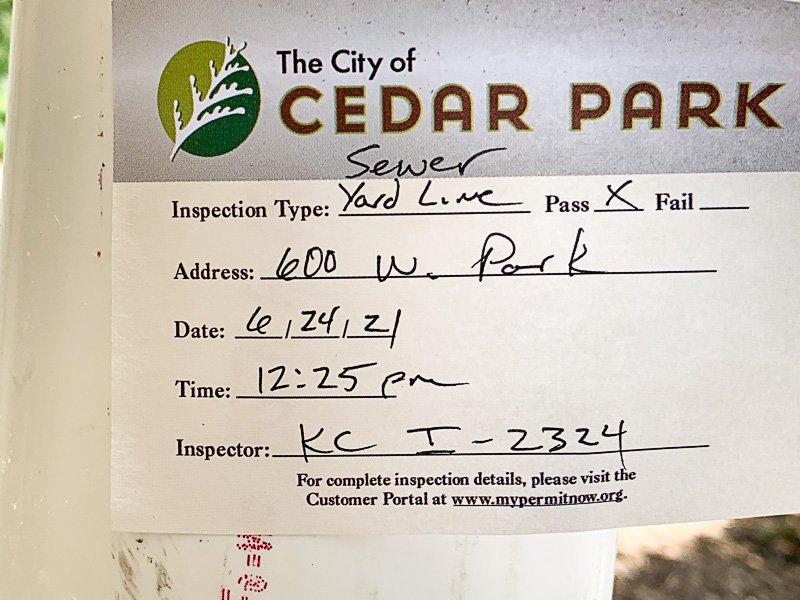 The City of
CEDAR PARK
Sewer
Inspection Type: Yard Line Pass X Fail
Address: 600 W. Park
Date: 6/24/21
Time: 12:25 pm
Inspector: KC I-2324
For complete inspection details, please visit the
Customer Portal at www.mypermitnow.org.